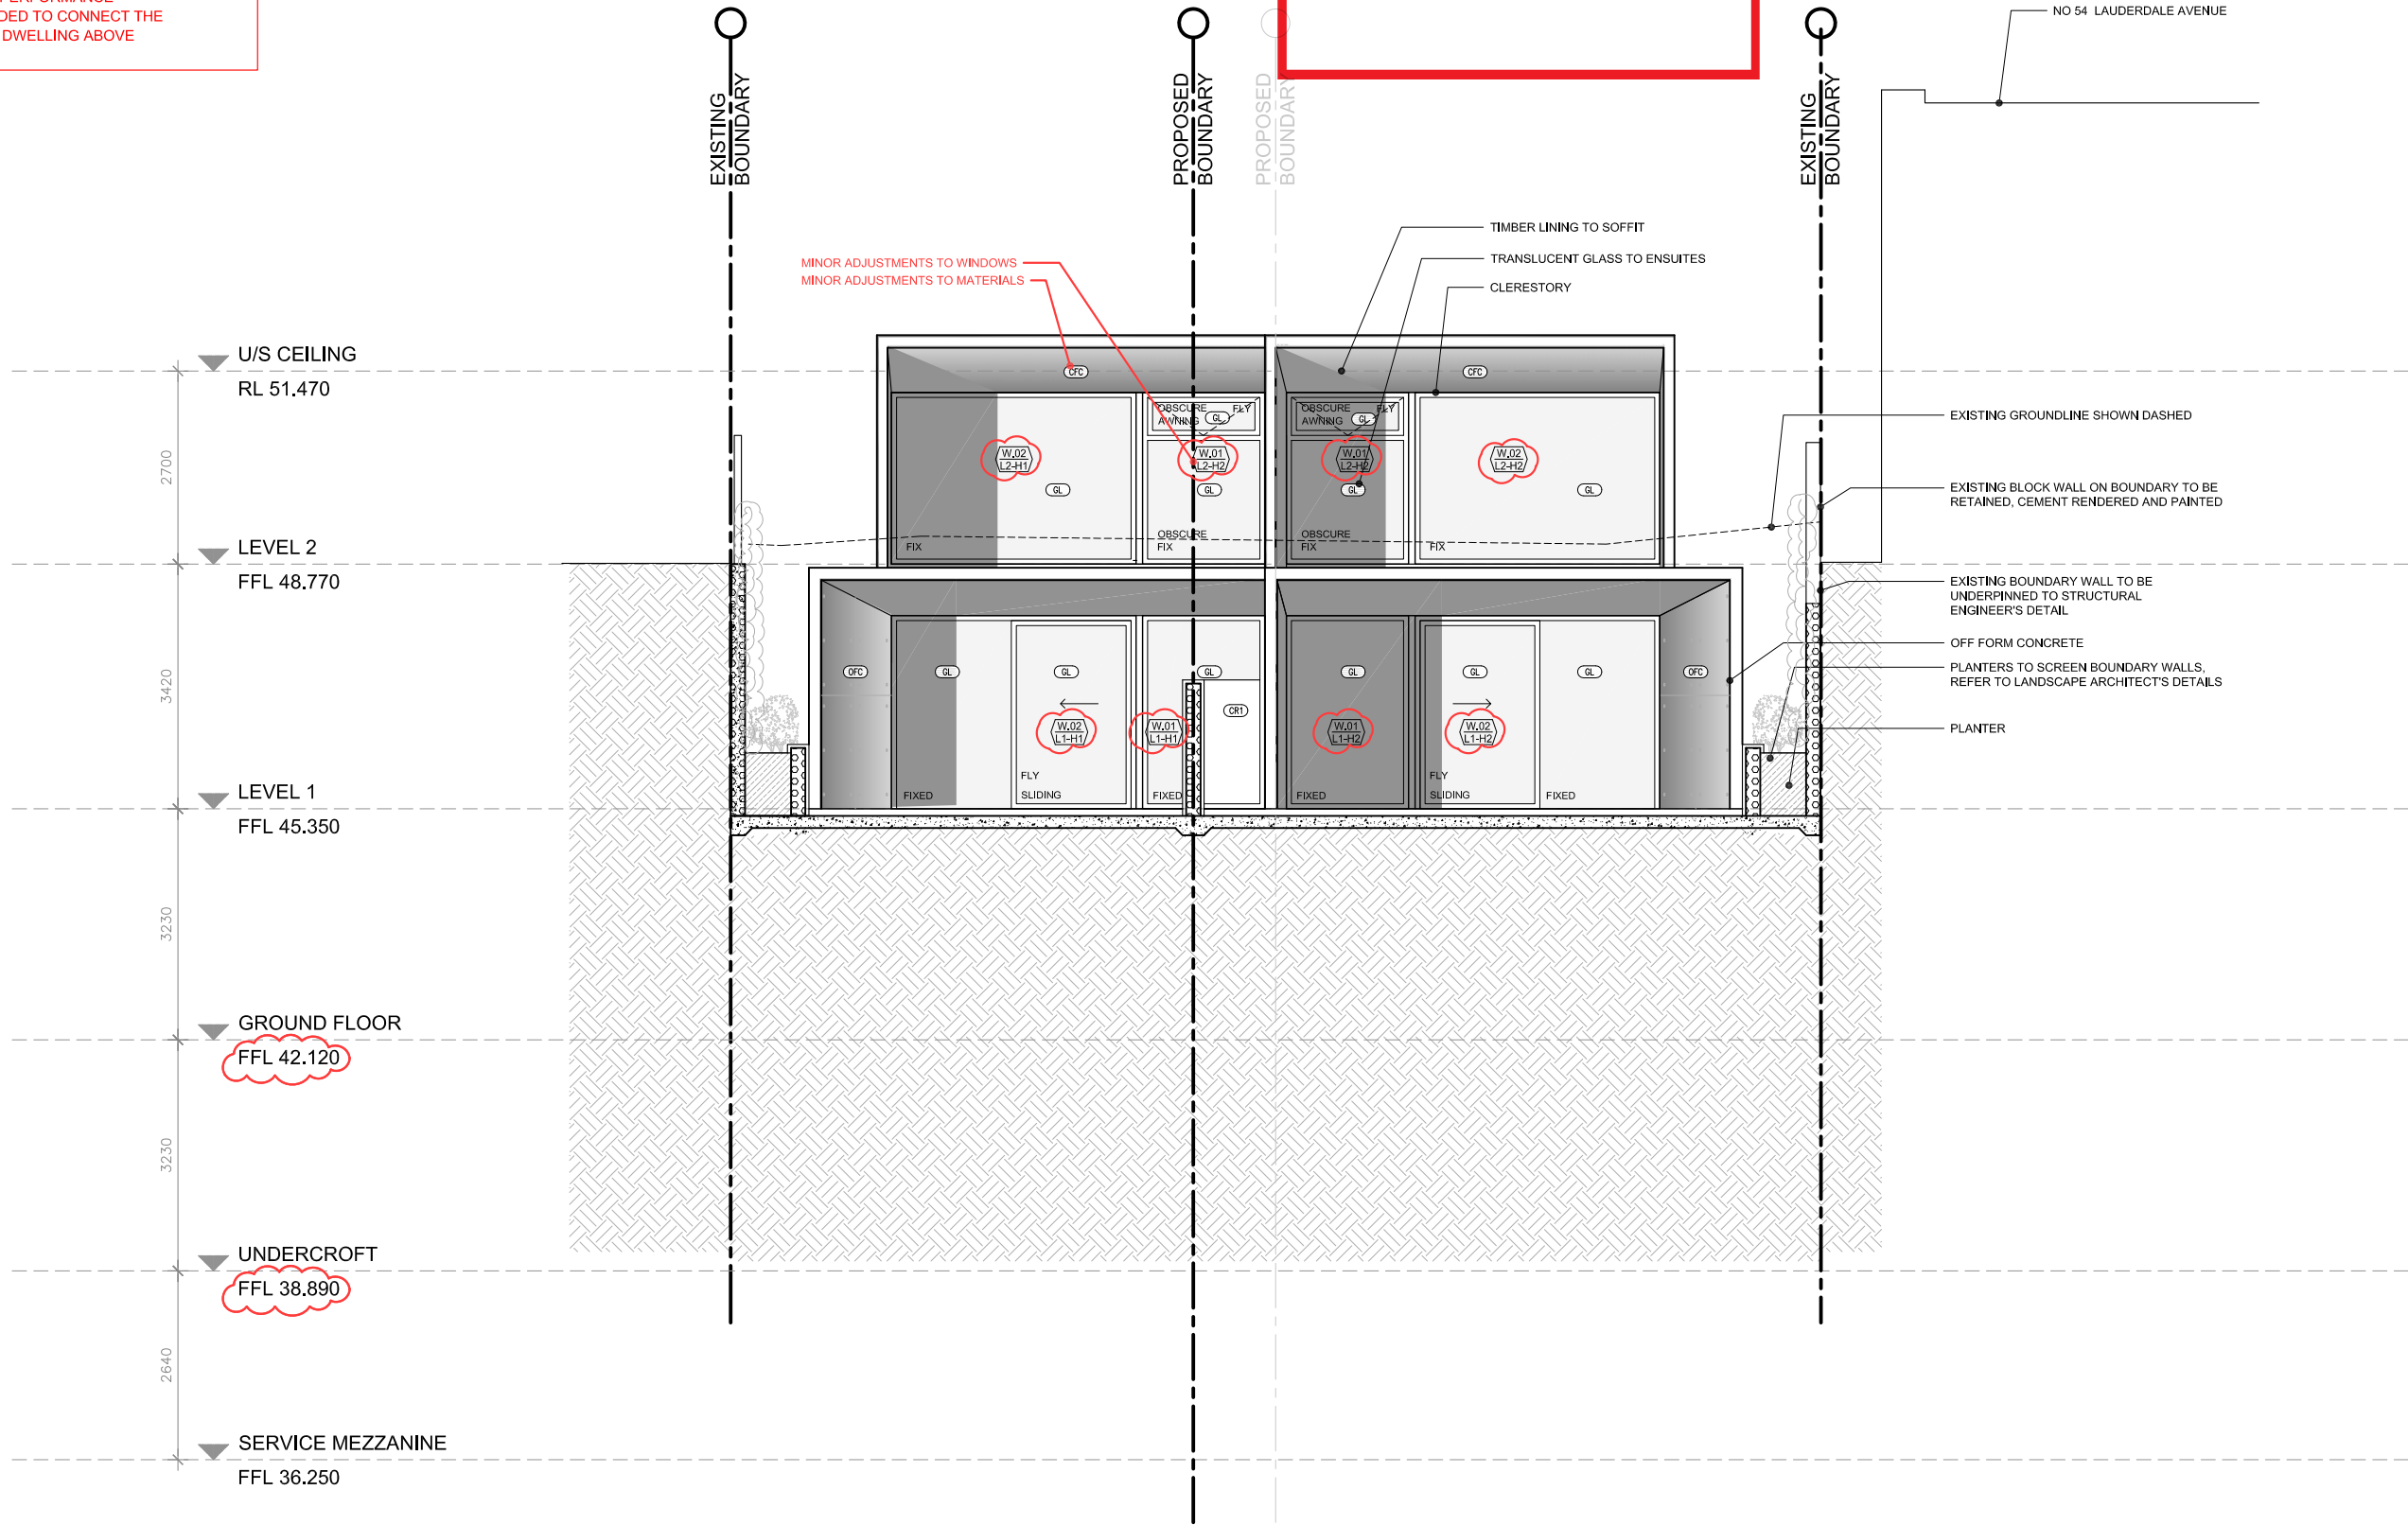 DED TO CONNECT THE
DWELLING ABOVE
NO 54 LAUDERDALE AVENUE
EXISTING
BOUNDARY
PROPOSED
BOUNDARY
PROPOSED
BOUNDARY
EXISTING
BOUNDARY
TIMBER LINING TO SOFFIT
TRANSLUCENT GLASS TO ENSUITES
CLERESTORY
MINOR ADJUSTMENTS TO WINDOWS
MINOR ADJUSTMENTS TO MATERIALS
U/S CEILING
RL 51.470
CFC
CFC
OBSCURE
AWNING
GL
FLY
OBSCURE
AWNING
GL
FLY
EXISTING GROUNDLINE SHOWN DASHED
2700
W.02
L2-H1
W.01
L2-H2
W.01
L2-H2
W.02
L2-H2
GL
GL
GL
GL
EXISTING BLOCK WALL ON BOUNDARY TO BE
RETAINED, CEMENT RENDERED AND PAINTED
FIX
OBSCURE
FIX
OBSCURE
FIX
FIX
LEVEL 2
FFL 48.770
EXISTING BOUNDARY WALL TO BE
UNDERPINNED TO STRUCTURAL
ENGINEER'S DETAIL
OFF FORM CONCRETE
PLANTERS TO SCREEN BOUNDARY WALLS,
REFER TO LANDSCAPE ARCHITECT'S DETAILS
PLANTER
3420
OFC
GL
GL
GL
GL
GL
GL
OFC
CR1
W.02
L1-H1
W.01
L1-H1
W.01
L1-H2
W.02
L1-H2
FIXED
FLY
SLIDING
FIXED
FIXED
FLY
SLIDING
FIXED
LEVEL 1
FFL 45.350
3230
GROUND FLOOR
FFL 42.120
3230
UNDERCROFT
FFL 38.890
2640
SERVICE MEZZANINE
FFL 36.250